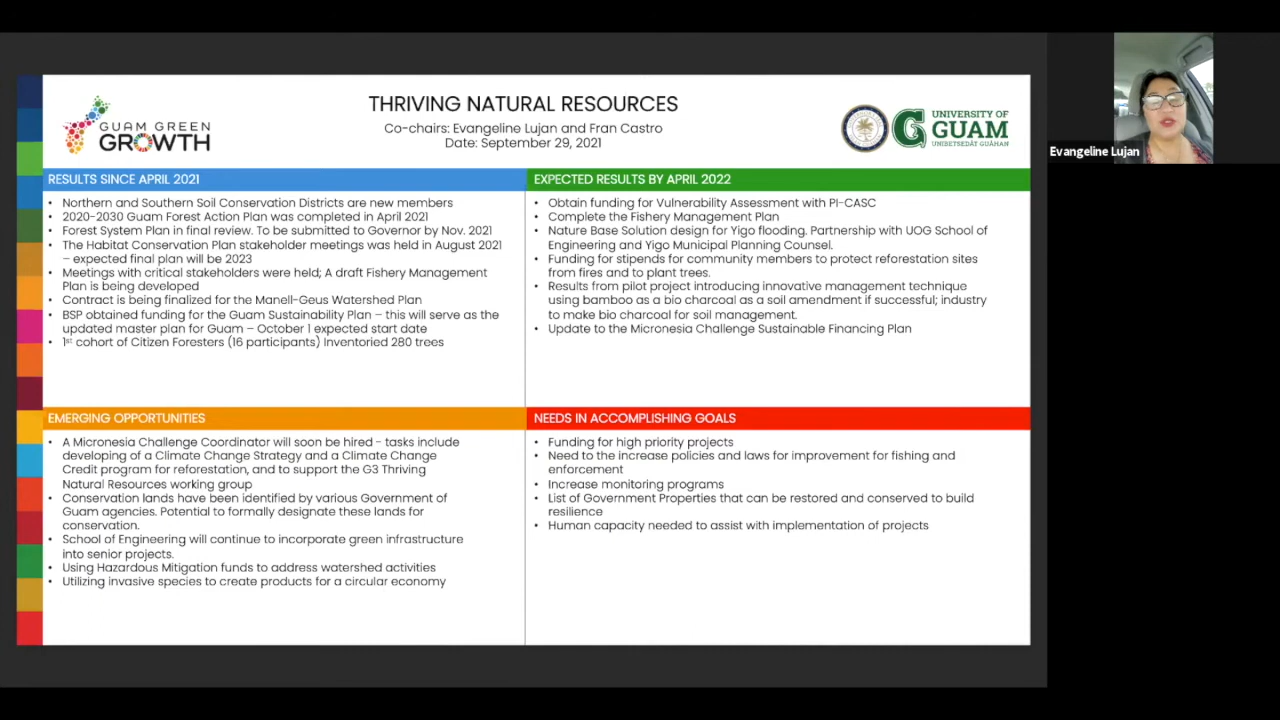 GUAM GREEN
GROWTH
THRIVING NATURAL RESOURCES
Co-chairs: Evangeline Lujan and Fran Castro
Date: September 29, 2021
UNIVERSITY OF
GUAM
UNIBETSEDÅT GUÅHAN
Evangeline Lujan
RESULTS SINCE APRIL 2021
• Northern and Southern Soil Conservation Districts are new members
• 2020-2030 Guam Forest Action Plan was completed in April 2021
• Forest System Plan in final review. To be submitted to Governor by Nov. 2021
• The Habitat Conservation Plan stakeholder meetings was held in August 2021
– expected final plan will be 2023
• Meetings with critical stakeholders were held; A draft Fishery Management
Plan is being developed
• Contract is being finalized for the Manell-Geus Watershed Plan
• BSP obtained funding for the Guam Sustainability Plan – this will serve as the
updated master plan for Guam – October 1 expected start date
• 1st cohort of Citizen Foresters (16 participants) Inventoried 280 trees
EXPECTED RESULTS BY APRIL 2022
• Obtain funding for Vulnerability Assessment with PI-CASC
• Complete the Fishery Management Plan
• Nature Base Solution design for Yigo flooding. Partnership with UOG School of
Engineering and Yigo Municipal Planning Counsel.
• Funding for stipends for community members to protect reforestation sites
from fires and to plant trees.
• Results from pilot project introducing innovative management technique
using bamboo as a bio charcoal as a soil amendment if successful; industry
to make bio charcoal for soil management.
• Update to the Micronesia Challenge Sustainable Financing Plan
EMERGING OPPORTUNITIES
• A Micronesia Challenge Coordinator will soon be hired - tasks include
developing of a Climate Change Strategy and a Climate Change
Credit program for reforestation, and to support the G3 Thriving
Natural Resources working group
• Conservation lands have been identified by various Government of
Guam agencies. Potential to formally designate these lands for
conservation.
• School of Engineering will continue to incorporate green infrastructure
into senior projects.
• Using Hazardous Mitigation funds to address watershed activities
• Utilizing invasive species to create products for a circular economy
NEEDS IN ACCOMPLISHING GOALS
• Funding for high priority projects
• Need to the increase policies and laws for improvement for fishing and
enforcement
• Increase monitoring programs
• List of Government Properties that can be restored and conserved to build
resilience
• Human capacity needed to assist with implementation of projects